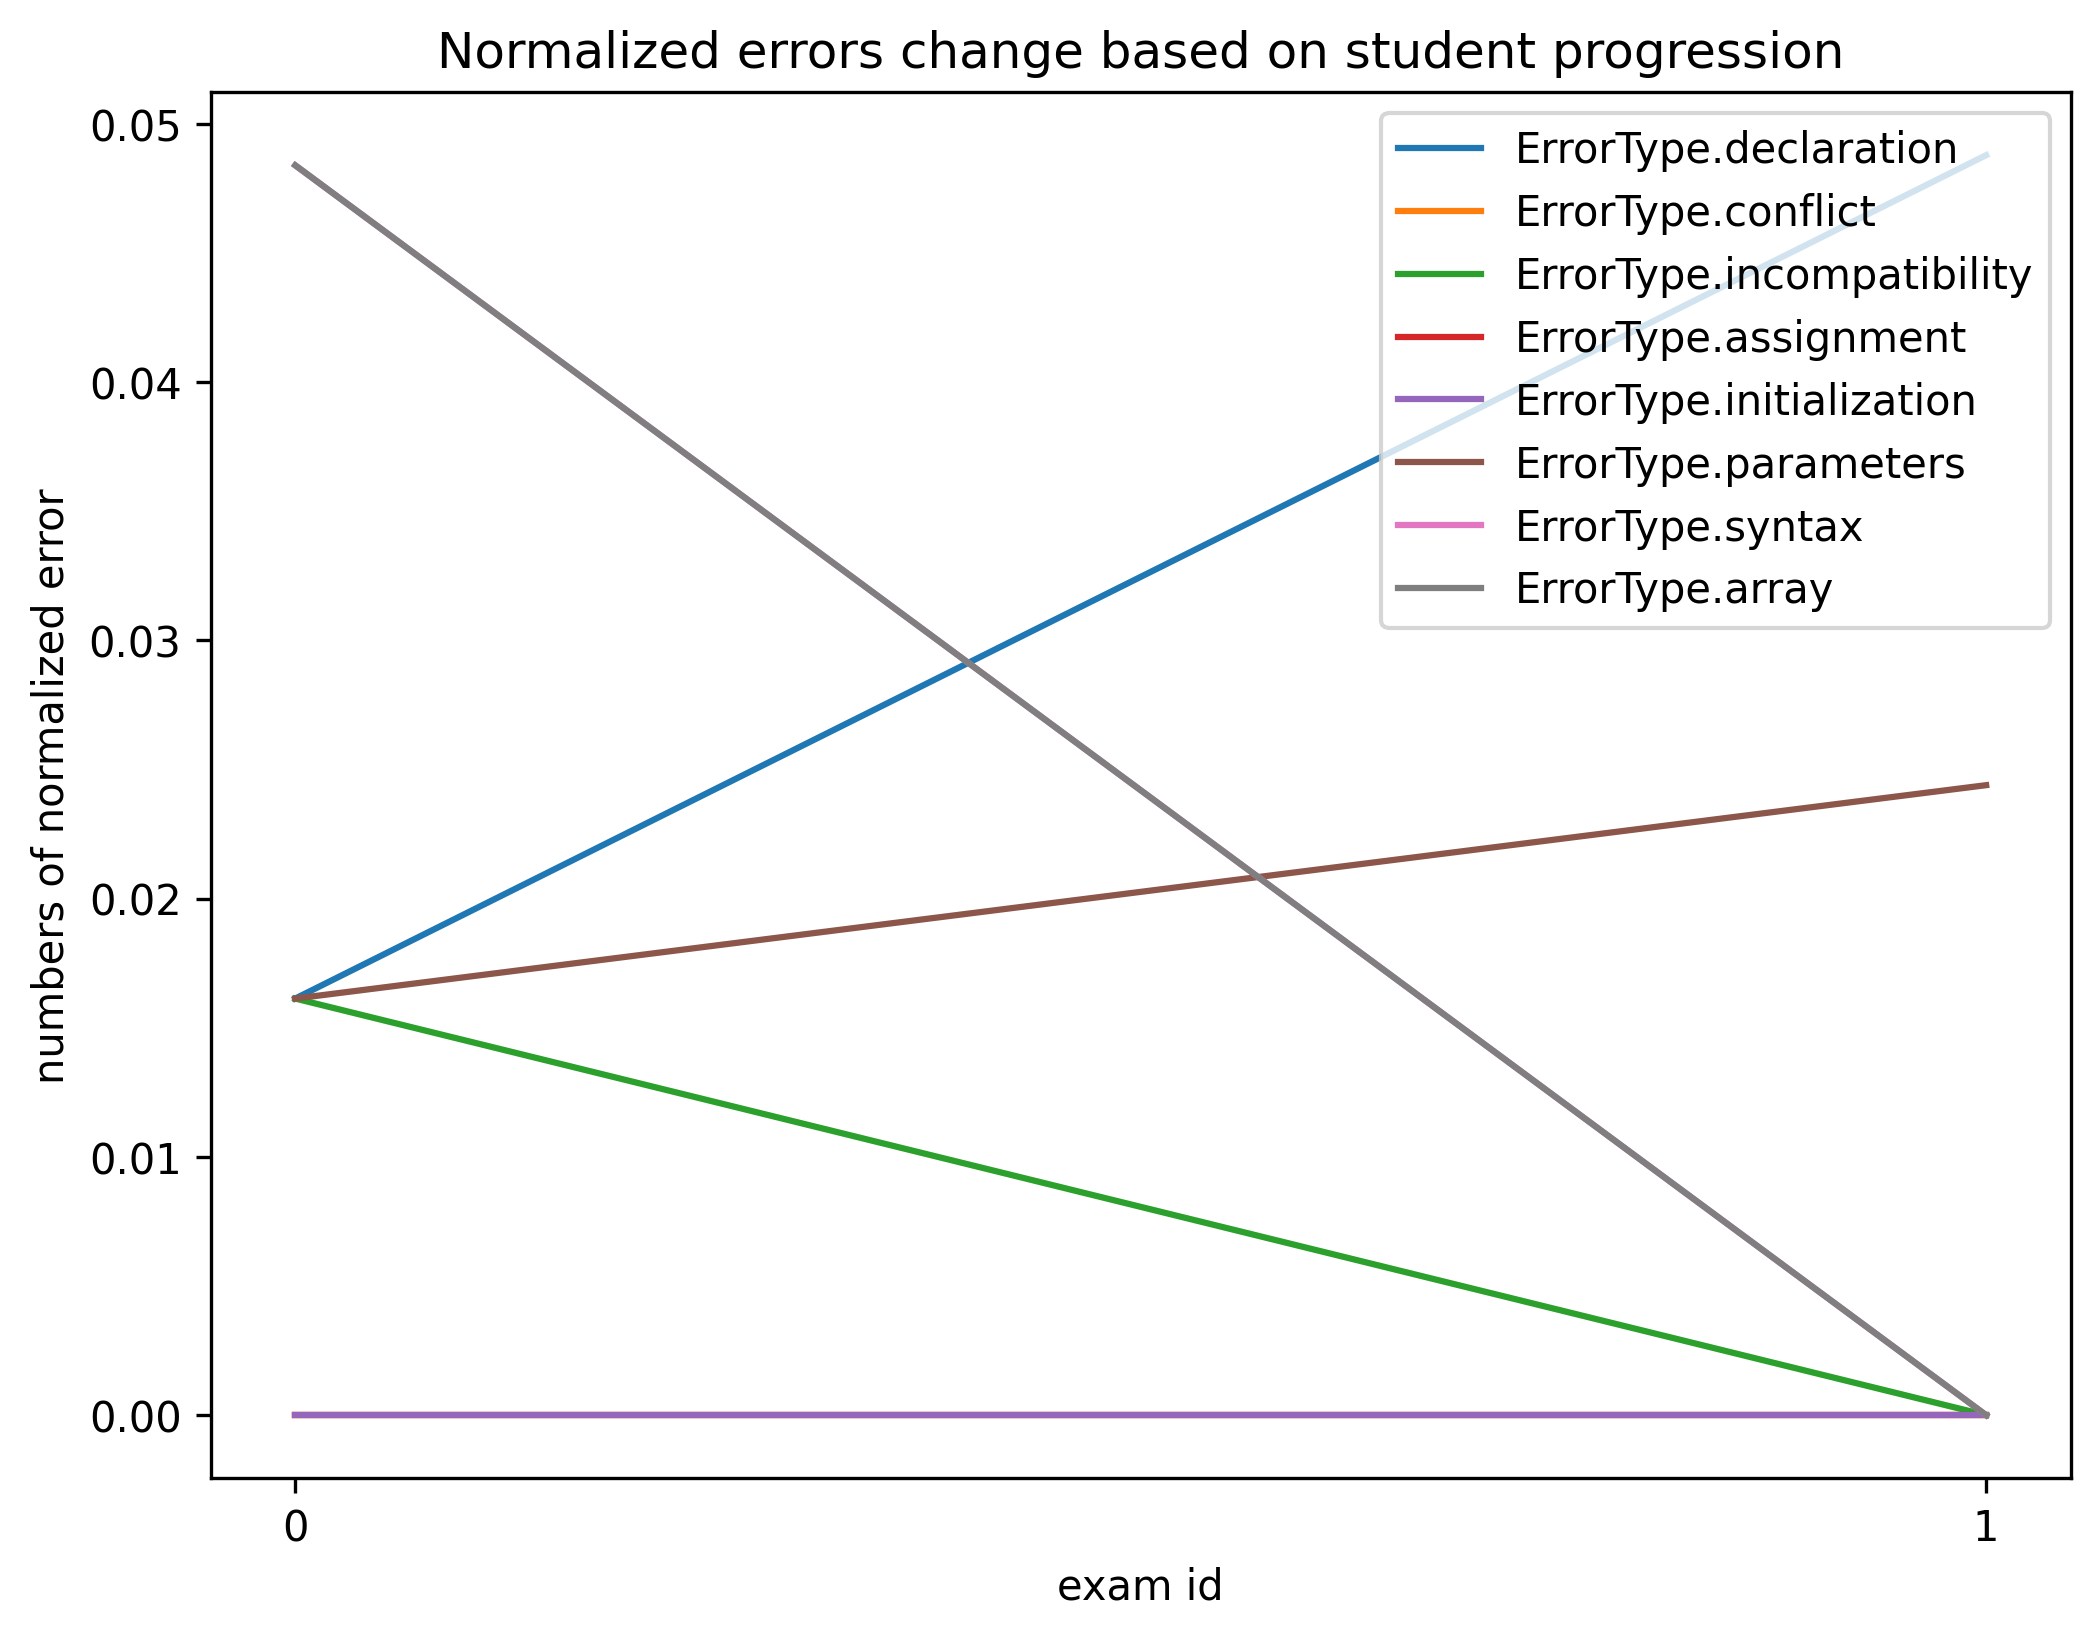 Normalized errors change based on student progression
numbers of normalized error
0.05
0.04
0.03
0.02
0.01
0.00
ErrorType.declaration
ErrorType.conflict
ErrorType.incompatibility
ErrorType.assignment
ErrorType.initialization
ErrorType.parameters
ErrorType.syntax
ErrorType.array
0 1
exam id